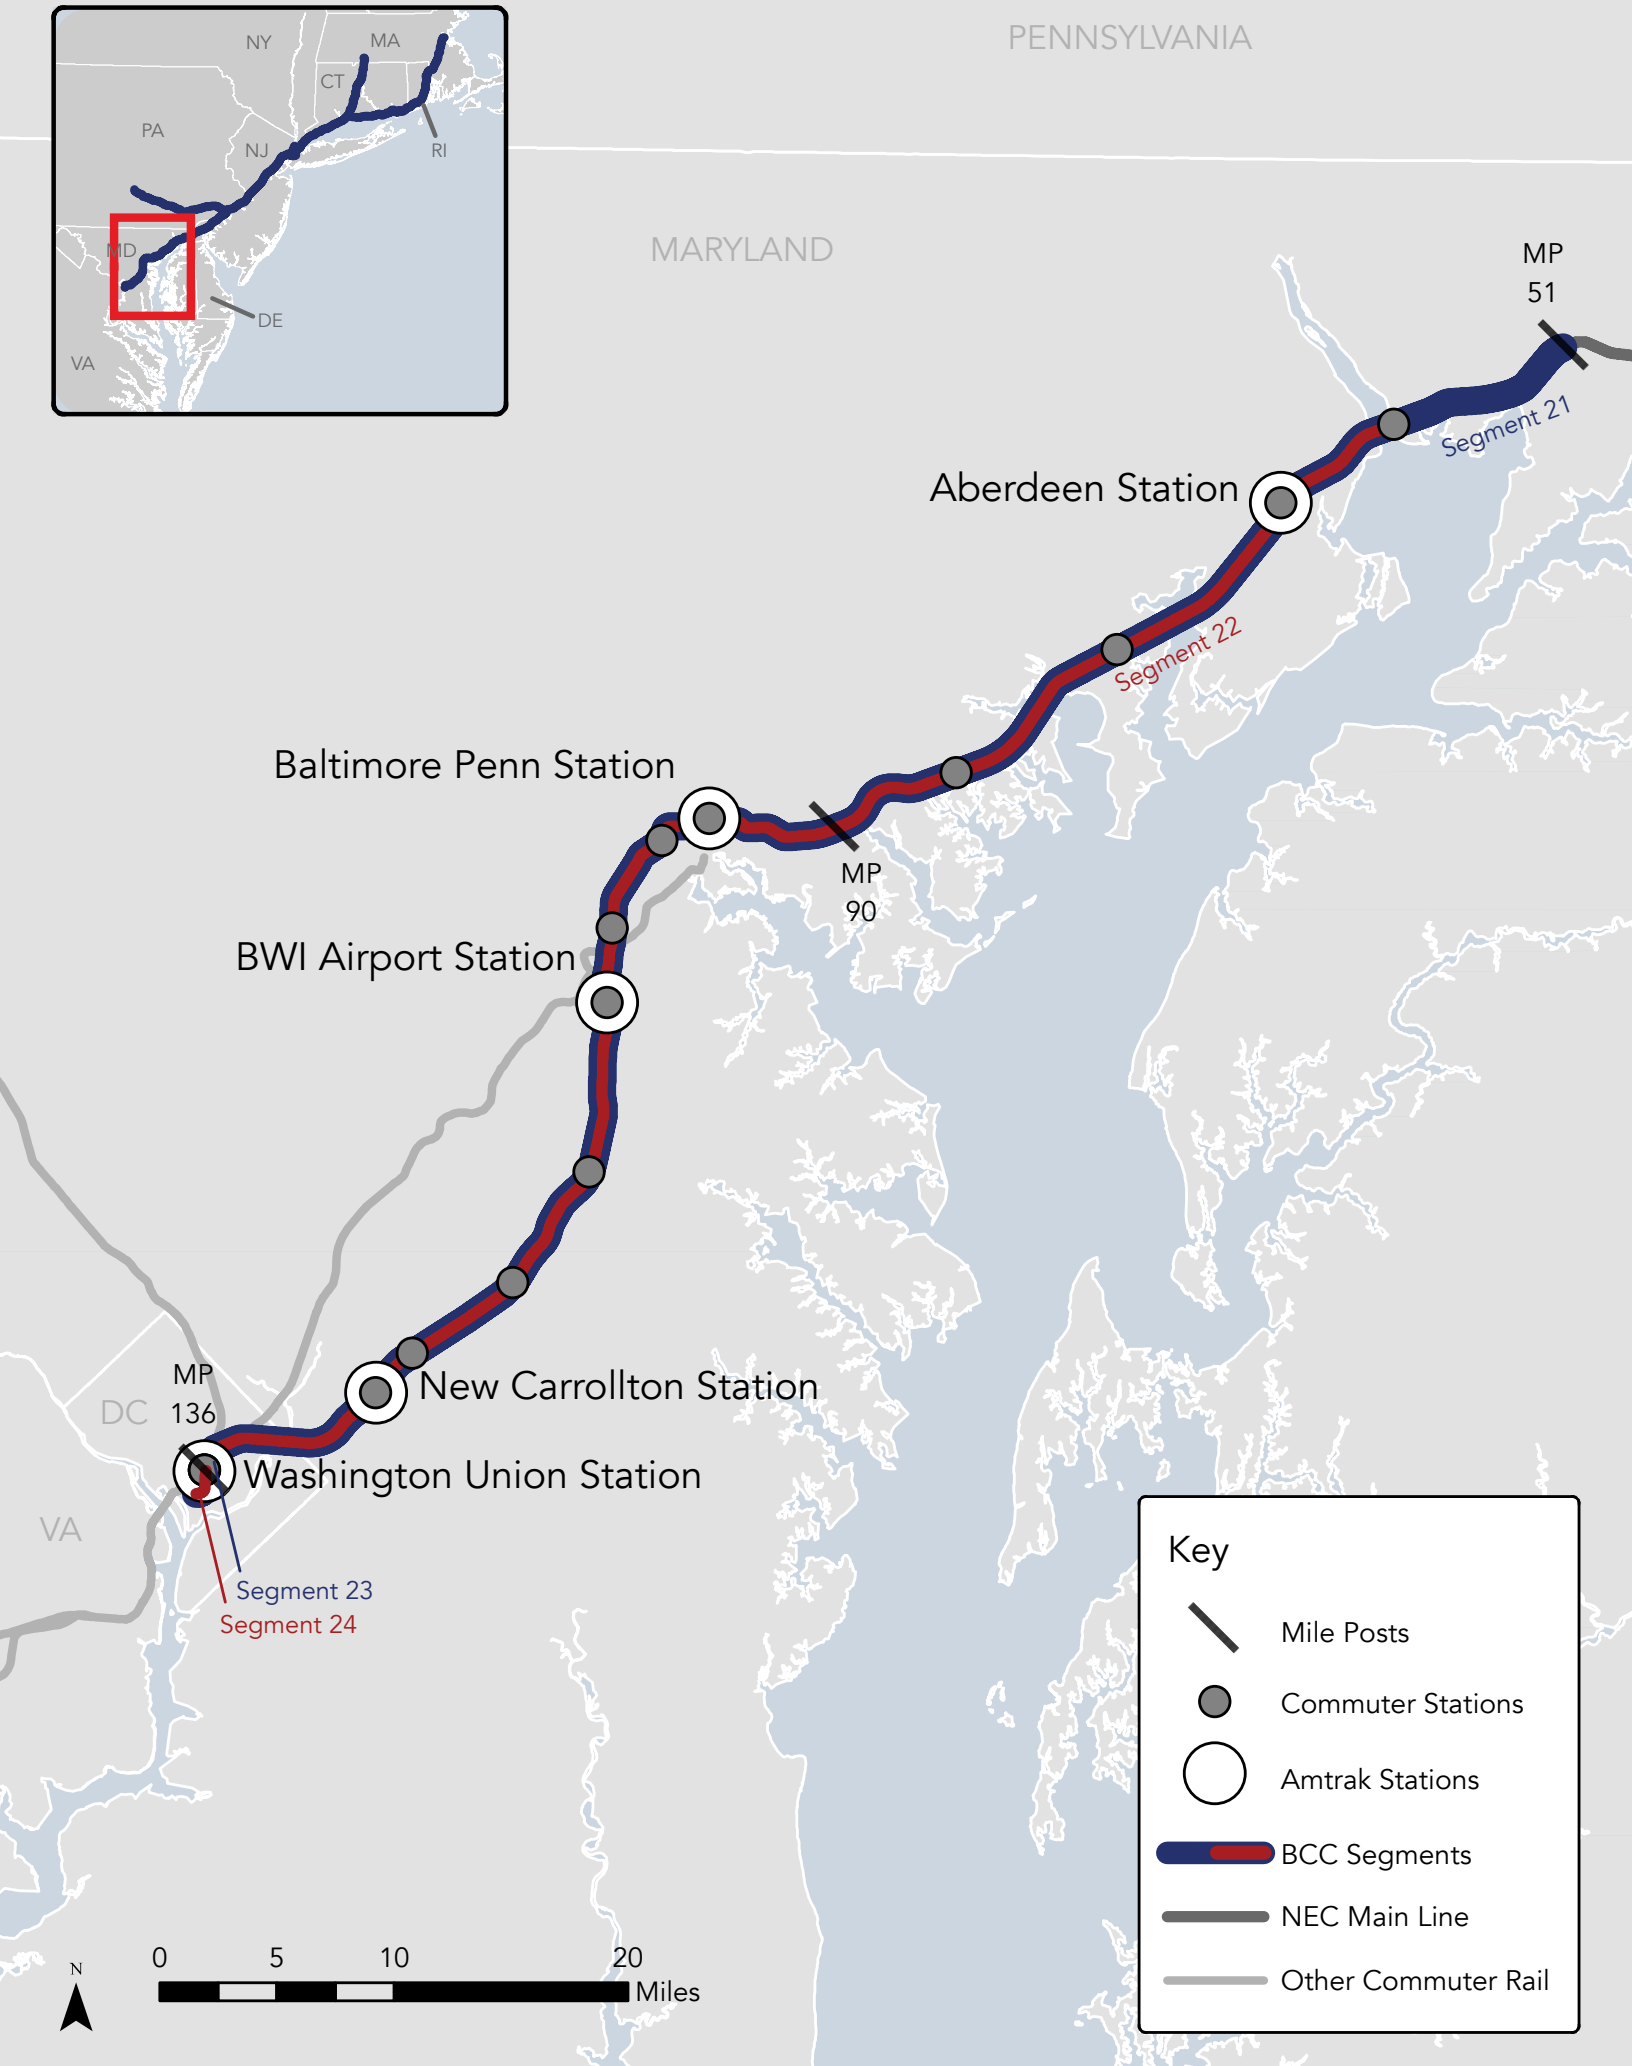 PENNSYLVANIA
NY
MA
CT
PA
NJ
RI
MD
DE
VA
MARYLAND
MP
51
Segment 21
Aberdeen Station
Segment 22
Baltimore Penn Station
MP
90
BWI Airport Station
MP
136
DC
New Carrollton Station
Washington Union Station
VA
Segment 23
Segment 24
Key
Mile Posts
Commuter Stations
Amtrak Stations
BCC Segments
NEC Main Line
Other Commuter Rail
N
0 5 10 20
Miles